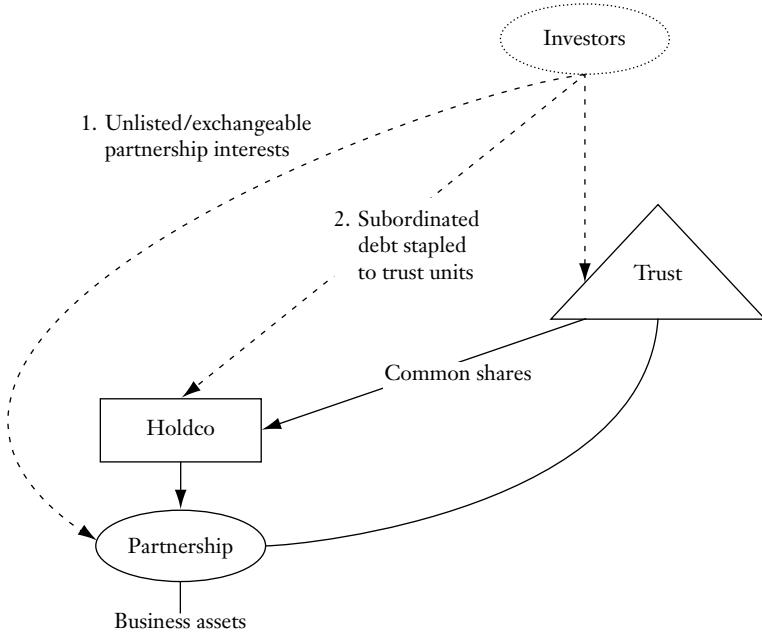 Investors
1. Unlisted/exchangeable
partnership interests
2. Subordinated
debt stapled
to trust units
Trust
Common shares
Holdco
Partnership
Business assets